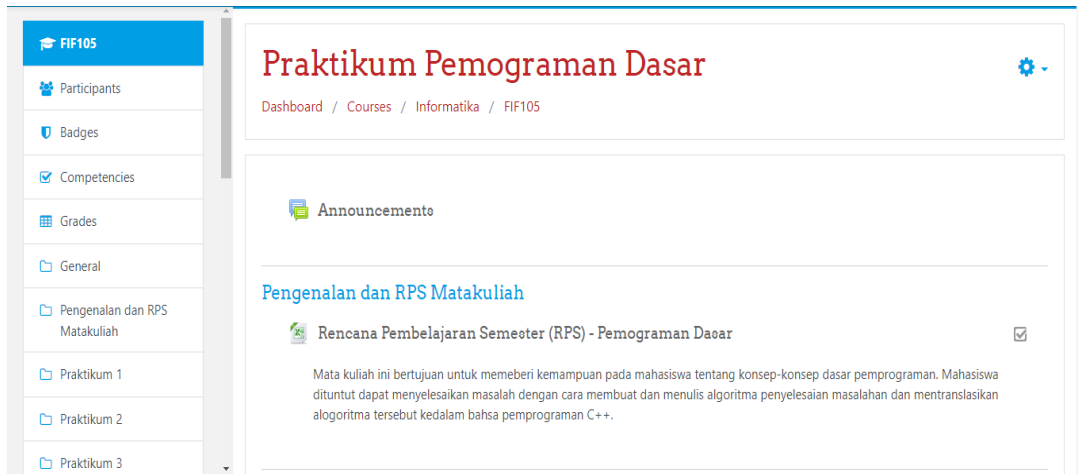 FIF105
Participants
Badges
Competencies
Grades
General
Pengenalan dan RPS
Matakuliah
Praktikum 1
Praktikum 2
Praktikum 3
Praktikum Pemograman Dasar
Dashboard / Courses / Informatika / FIF105
Announcements
Pengenalan dan RPS Matakuliah
Rencana Pembelajaran Semester (RPS) - Pemograman Dasar
Mata kuliah ini bertujuan untuk memeberi kemampuan pada mahasiswa tentang konsep-konsep dasar pemprograman. Mahasiswa
dituntut dapat menyelesaikan masalah dengan cara membuat dan menulis algoritma penyelesaian masalahan dan mentranslasikan
alogoritma tersebut kedalam bahsa pemprograman C++.